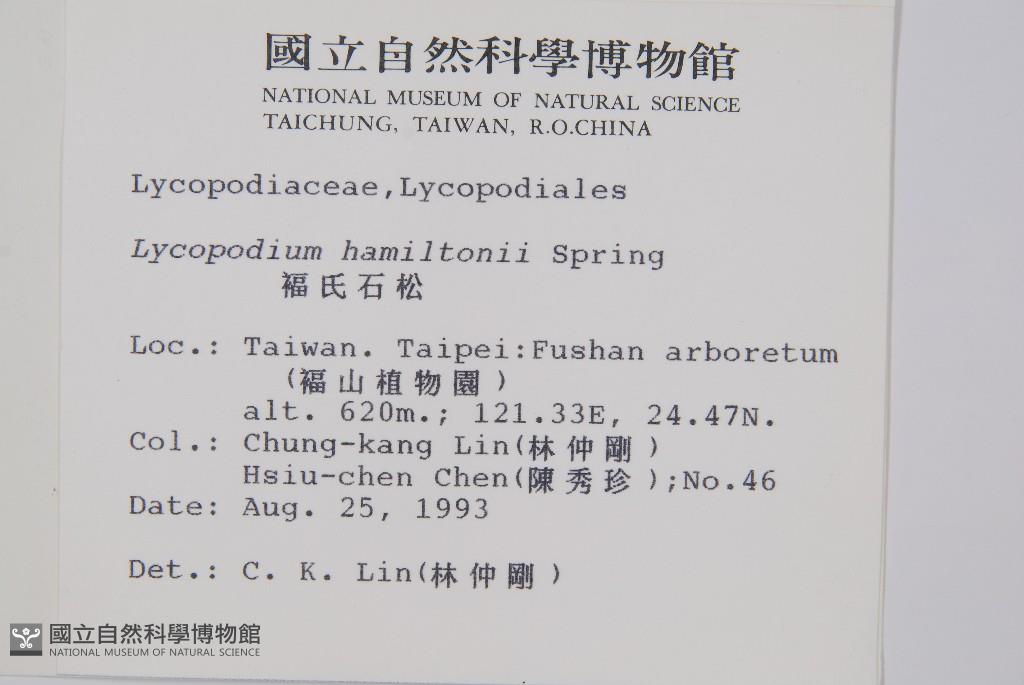 國立自然科學博物館
NATIONAL MUSEUM OF NATURAL SCIENCE
TAICHUNG, TAIWAN, R.O.CHINA
Lycopodiaceae,Lycopodiales
Lycopodium hamiltonii Spring
福氏石松
Loc.: Taiwan. Taipei:Fushan arboretum
(福山植物園)
alt. 620m.; 121.33E, 24.47N.
Col.: Chung-kang Lin(林仲剛)
Hsiu-chen Chen(陳秀珍);No.46
Date: Aug. 25, 1993
Det.: C. K. Lin(林仲剛)
國立自然科學博物館
NATIONAL MUSEUM OF NATURAL SCIENCE